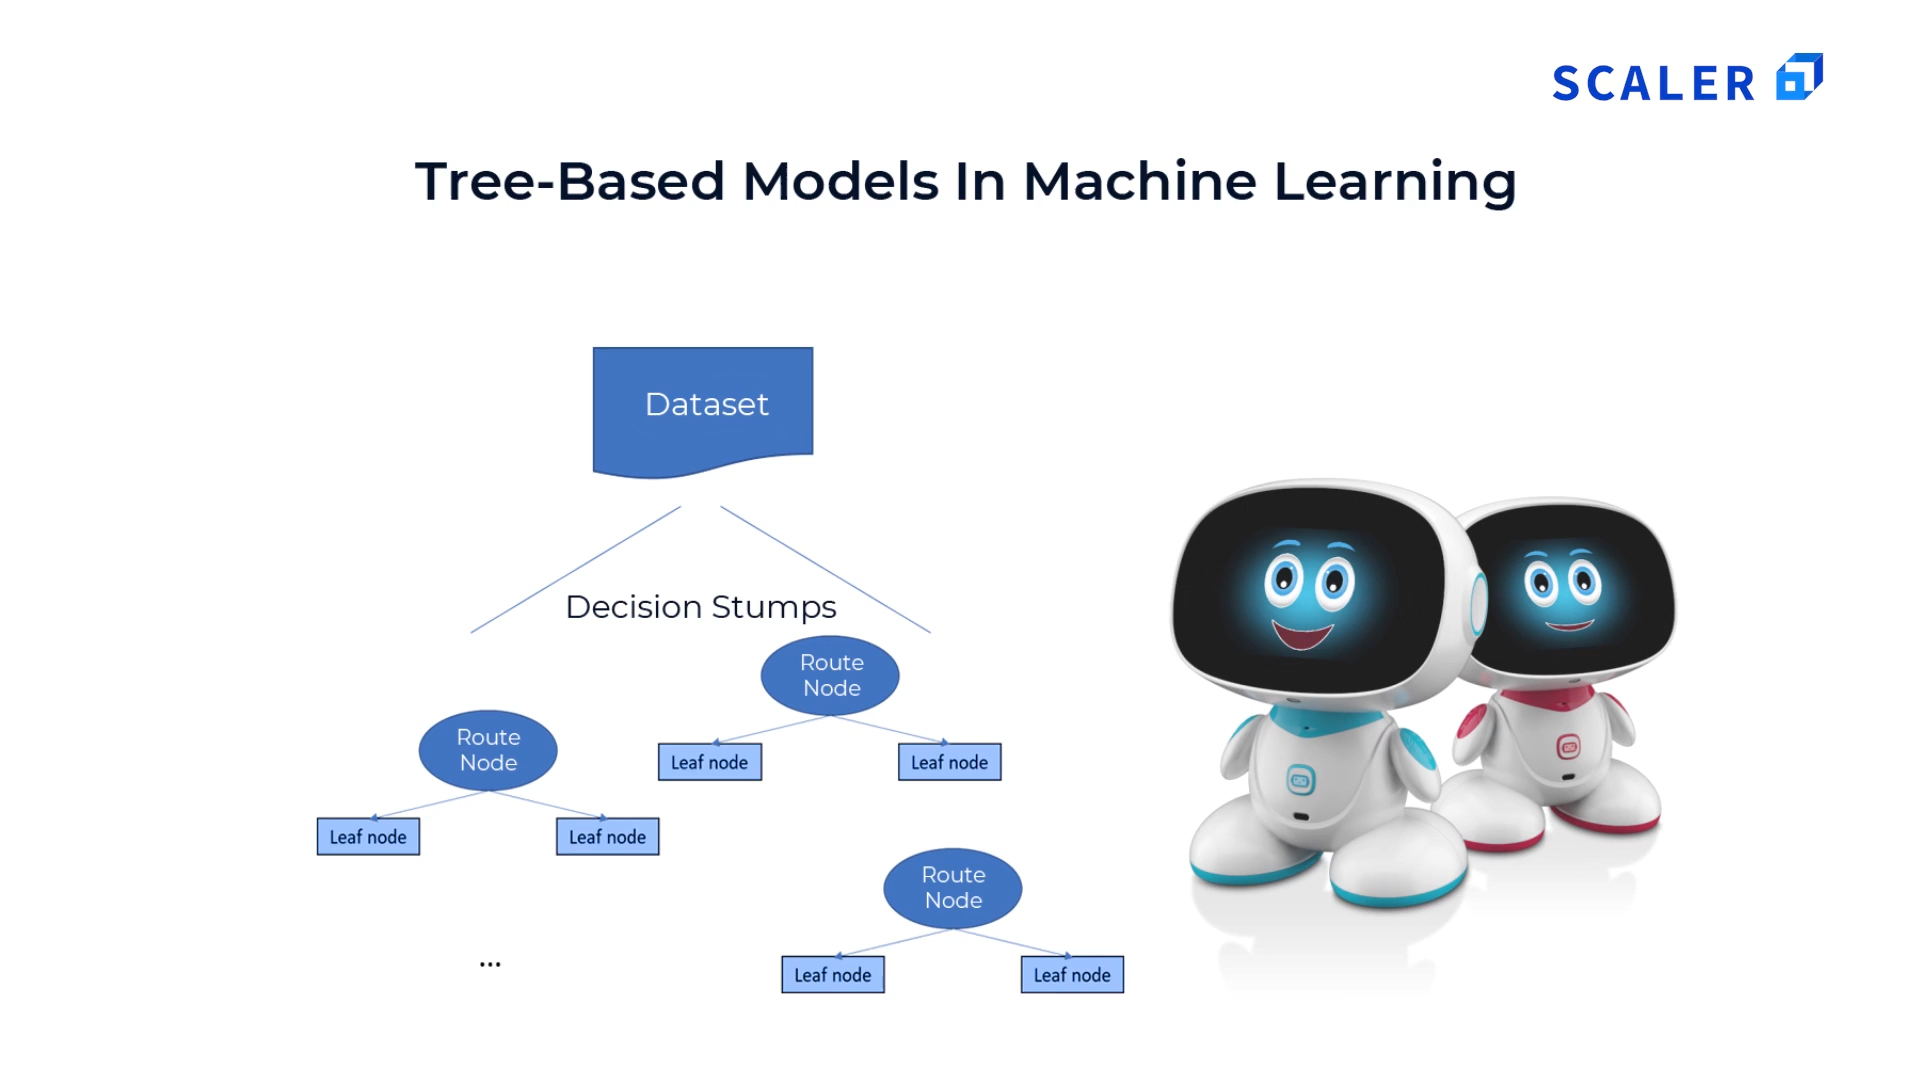 SCALER
Tree-Based Models In Machine Learning
Dataset
Decision Stumps
Route
Node
Leaf node
Leaf node
Route
Node
Leaf node
Leaf node
Route
Node
Leaf node
Leaf node
...